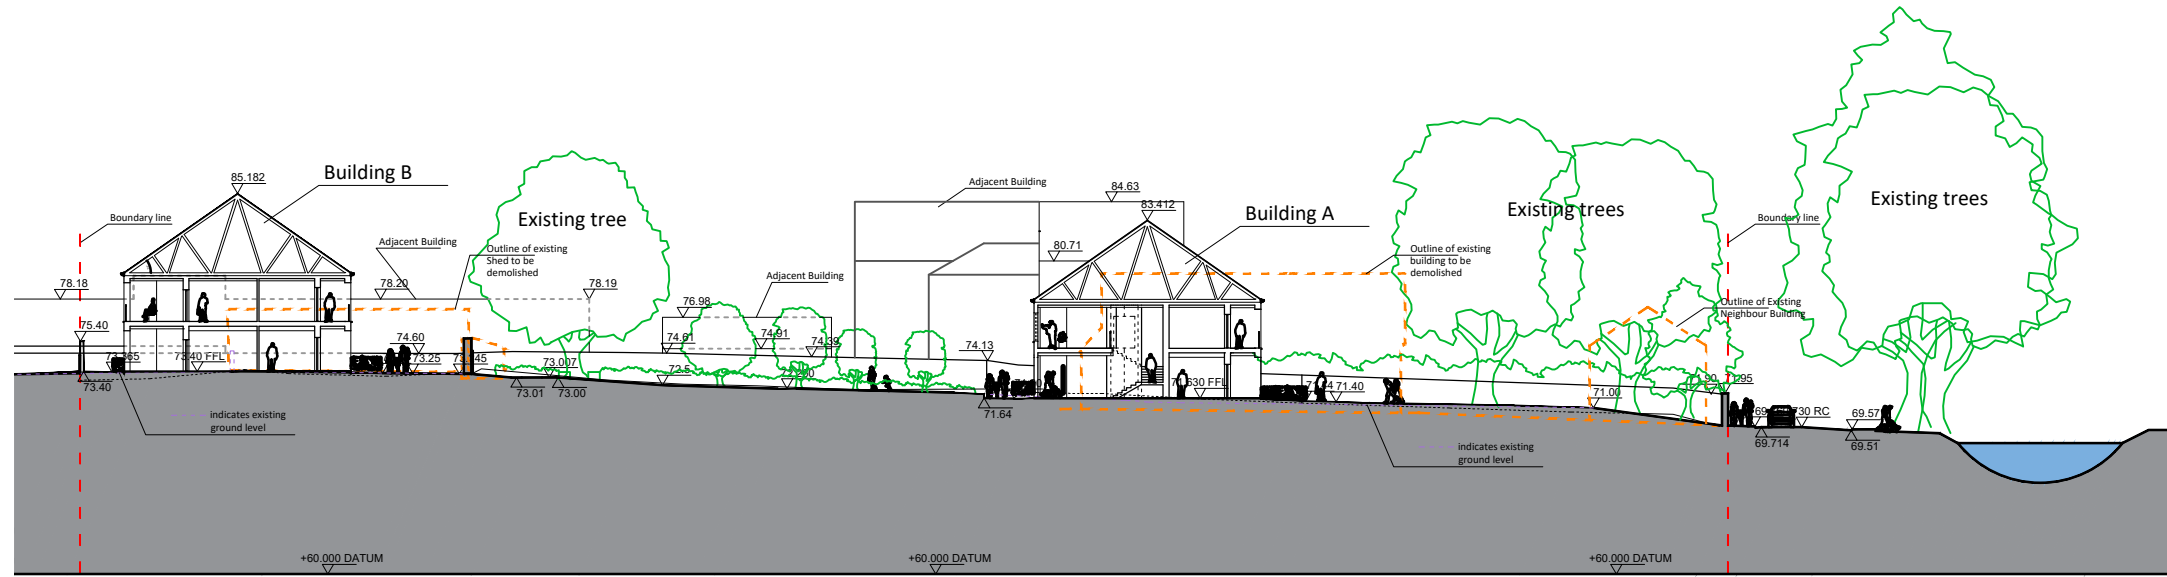 85.182
Building B
Boundary line
Adjacent Building
Existing tree
Outline of existing
Shed to be
demolished
78.18
78.20
78.19
75.40
74.60
73.40 FFL
73.25
73.40
73.007
73.01
73.00
indicates existing
ground level
Adjacent Building
76.98
74.61
74.91
74.39
72.5
Adjacent Building
84.63
83.412
80.71
Building A
74.13
71.64
Outline of existing
building to be
demolished
71.40
Existing trees
71.00
Boundary line
Outline of Existing
Neighbour Building
Existing trees
69.714
69.57
69.51
indicates existing
ground level
+60.000 DATUM
+60.000 DATUM
+60.000 DATUM